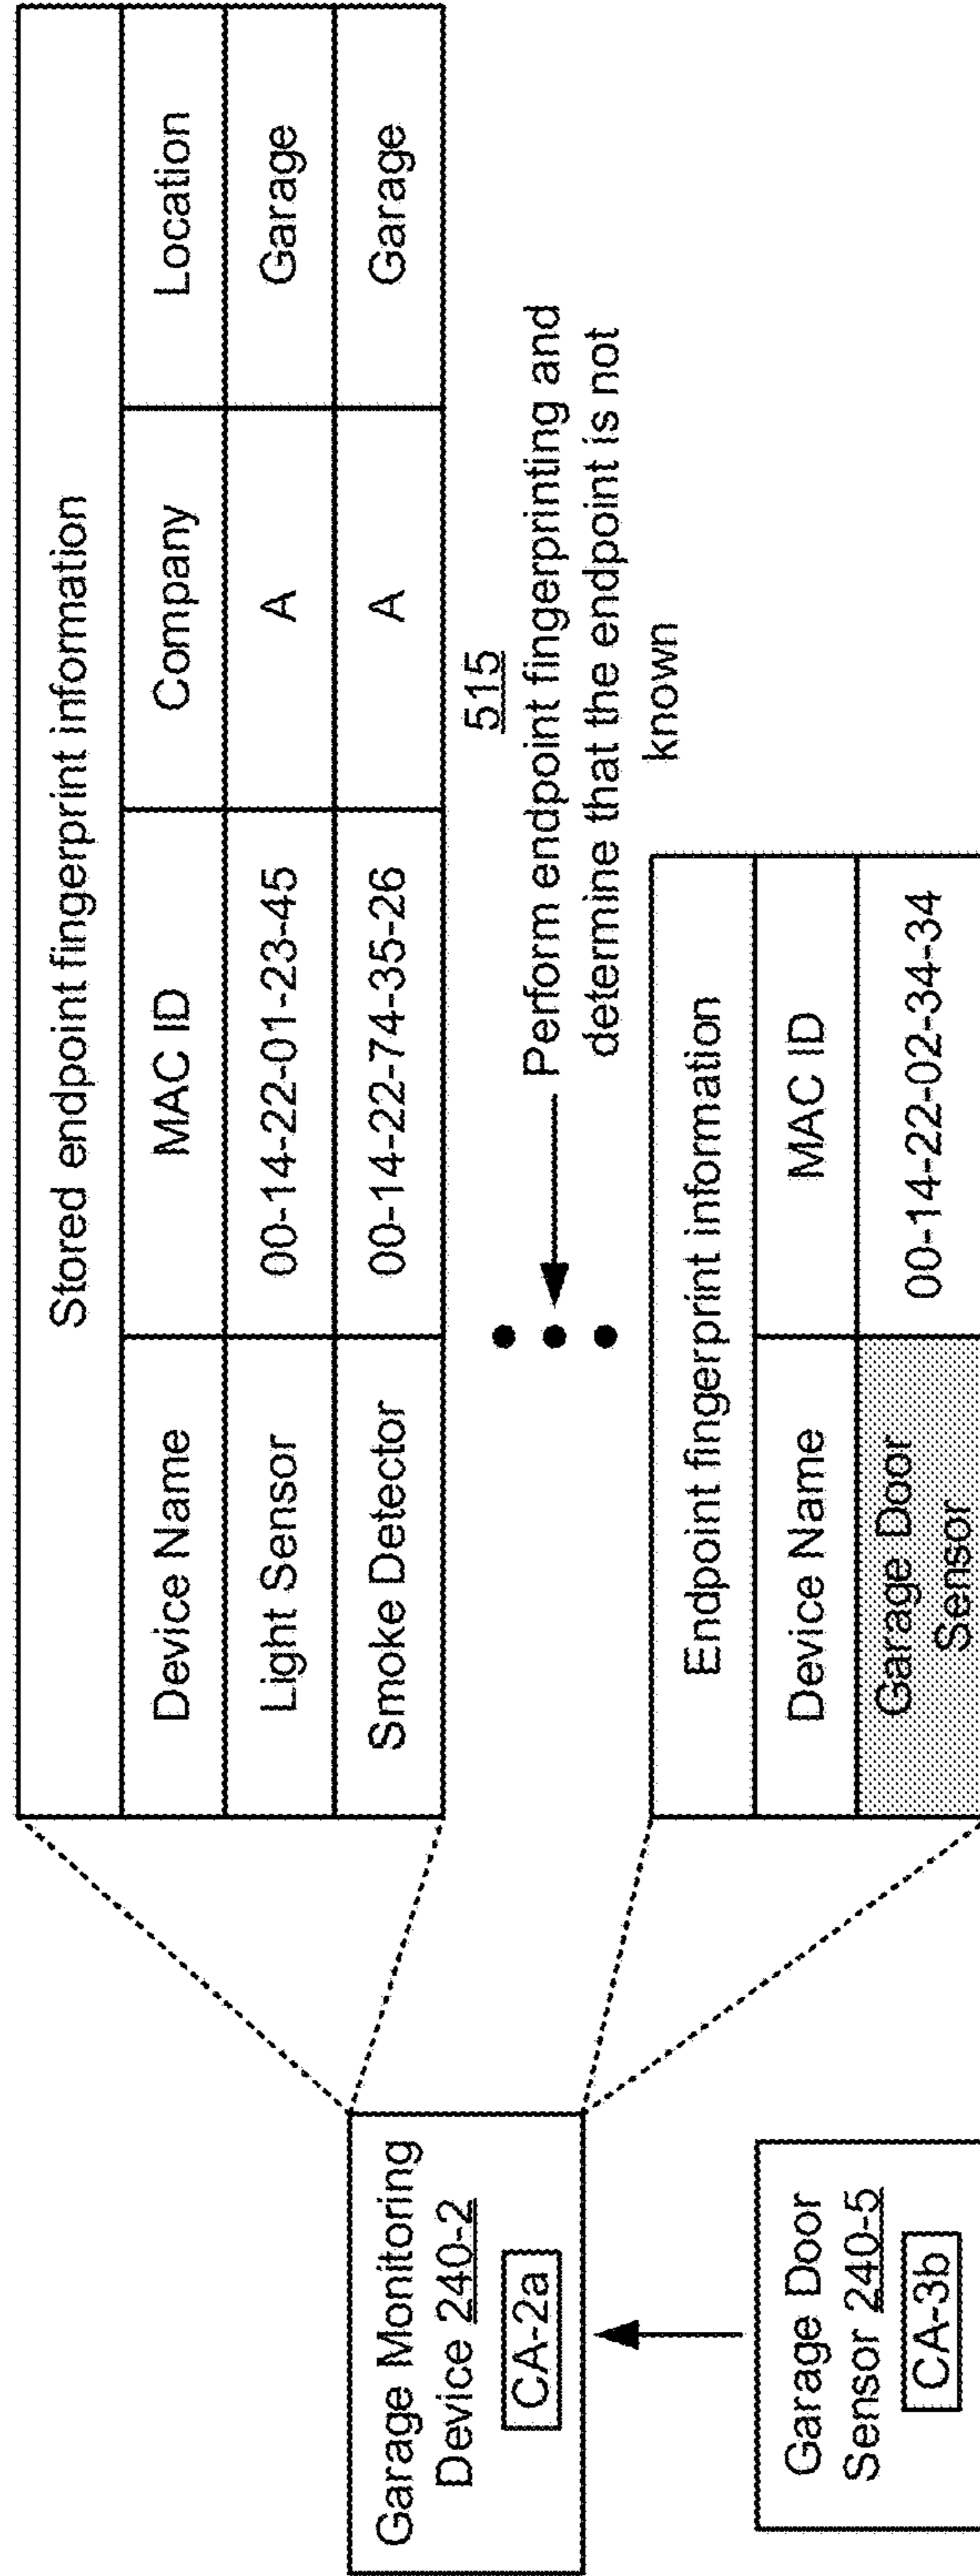 Stored endpoint fingerprint information
Device Name MAC ID Company Location
Light Sensor 00-14-22-01-23-45 A Garage
Smoke Detector 00-14-22-74-35-26 A Garage
515
Perform endpoint fingerprinting and
determine that the endpoint is not
known
Garage Monitoring
Device 240-2
CA-2a
Endpoint fingerprint information
Device Name MAC ID
Garage Door
Sensor
00-14-22-02-34-34
Garage Door
Sensor 240-5
CA-3b